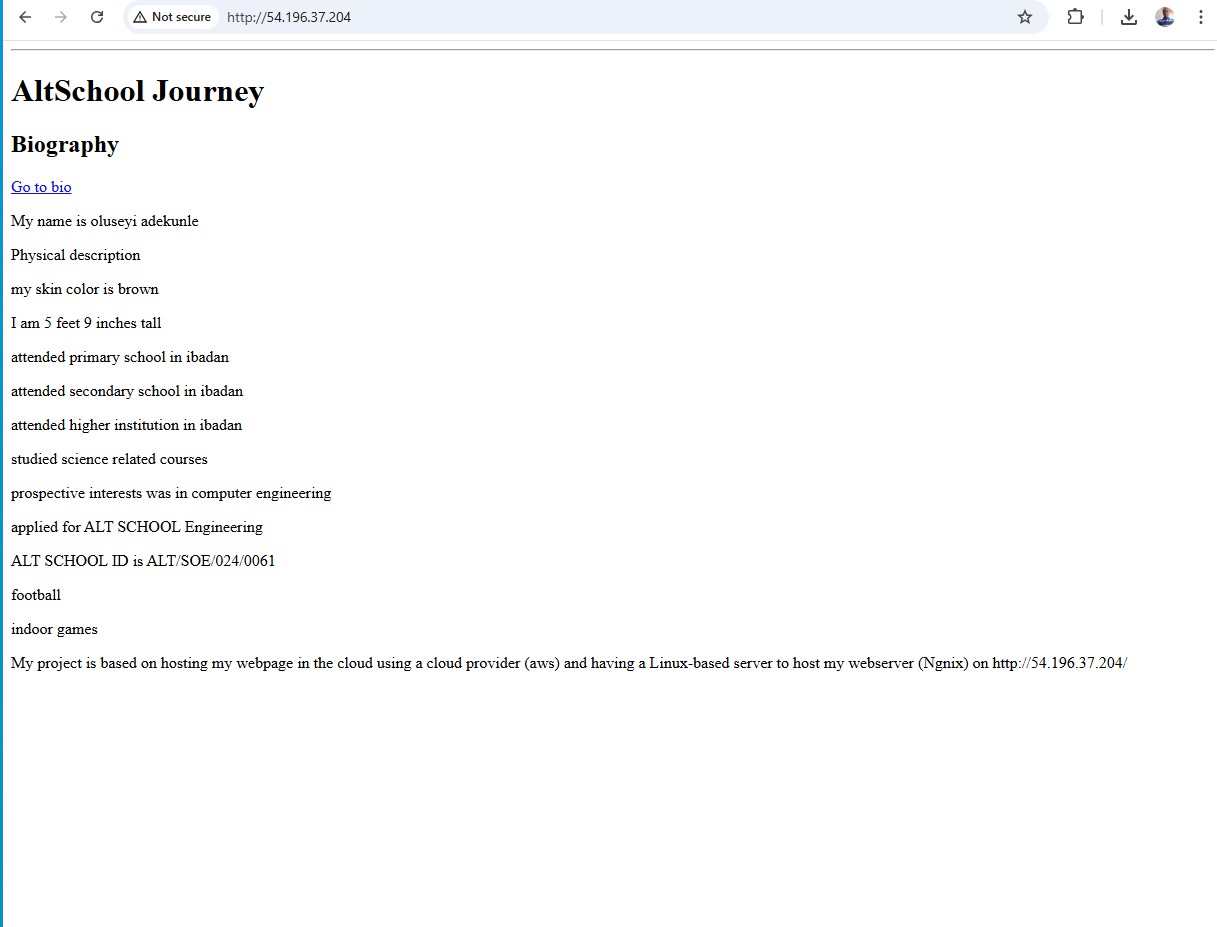 Not secure
http://54.196.37.204
AltSchool Journey
Biography
Go to bio
My name is oluseyi adekunle
Physical description
my skin color is brown
I am 5 feet 9 inches tall
attended primary school in ibadan
attended secondary school in ibadan
attended higher institution in ibadan
studied science related courses
prospective interests was in computer engineering
applied for ALT SCHOOL Engineering
ALT SCHOOL ID is ALT/SOE/024/0061
football
indoor games
My project is based on hosting my webpage in the cloud using a cloud provider (aws) and having a Linux-based server to host my webserver (Ngnix) on http://54.196.37.204/